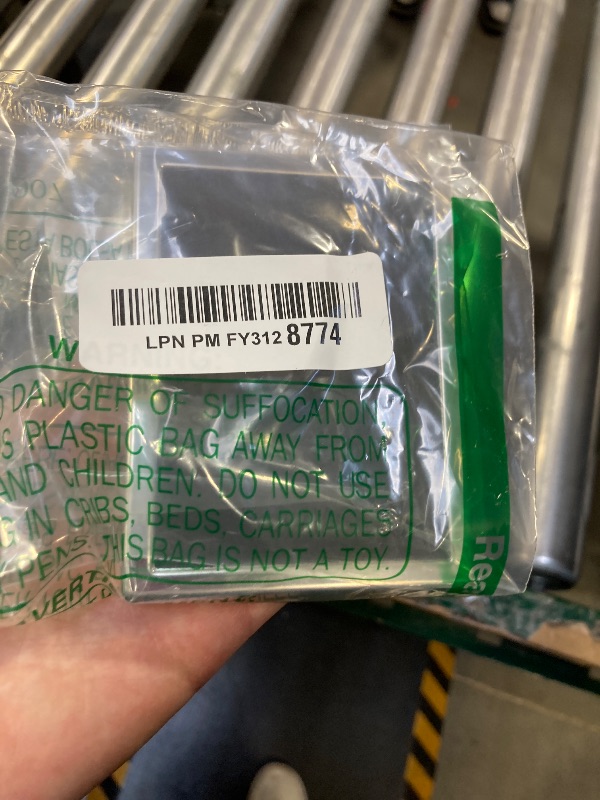 LPN PM FY312 8774
WARNING:
DANGER OF SUFFOCATION.
PLASTIC BAG AWAY FROM
AND CHILDREN. DO NOT USE
IN CRIBS, BEDS, CARRIAGES
PENS. THIS BAG IS NOT A TOY.